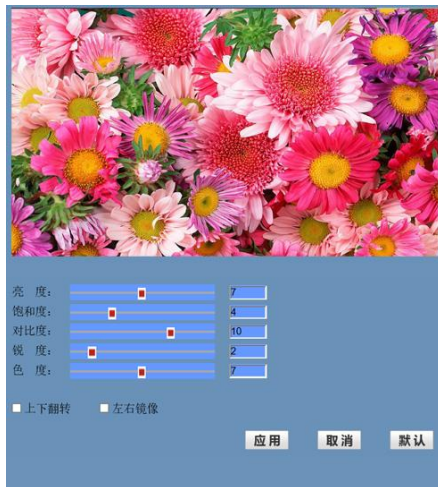 亮 度： 7
饱和度： 4
对比度： 10
锐 度： 2
色 度： 7
上下翻转 左右镜像
应用 取消 默认